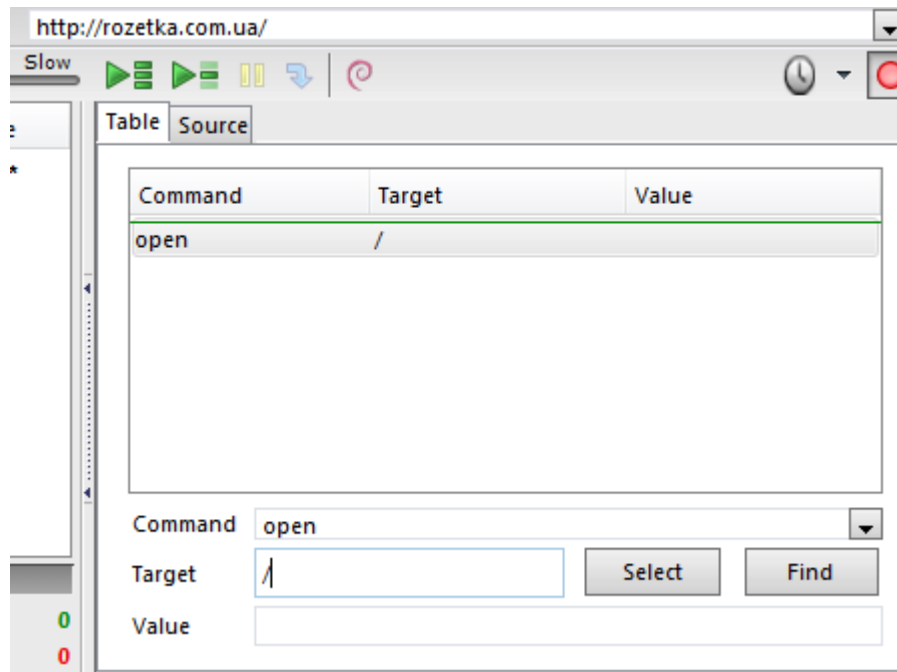 http://rozetka.com.ua/
Slow
Table Source
*
Command Target Value
open /
Command open
Target / Select Find
Value
0
0